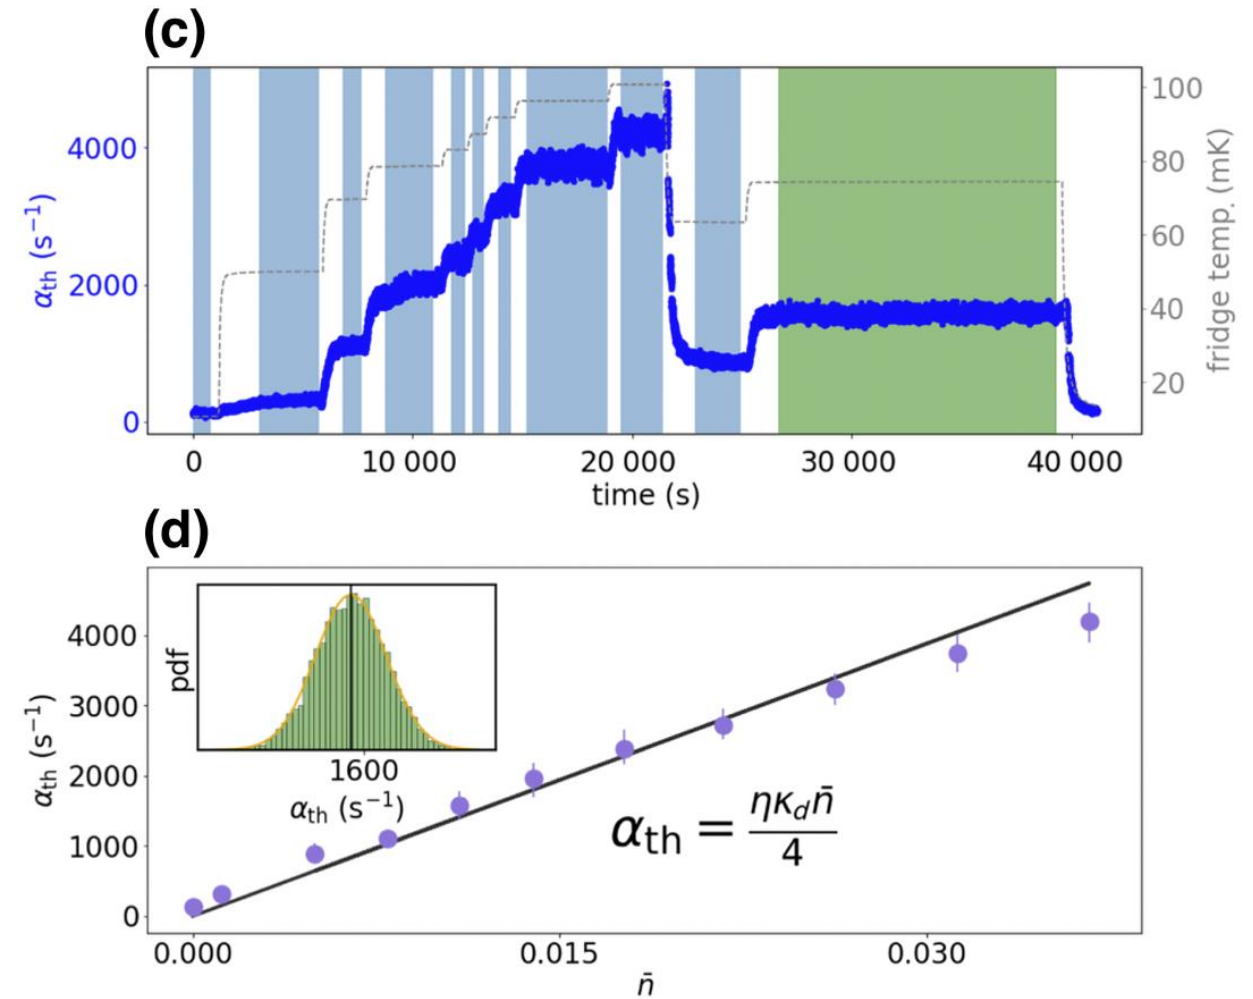 (c)
α_th (s⁻¹)
4000
2000
0
100
80
60
40
20
fridge temp. (mK)
0 10 000 20 000 30 000 40 000
time (s)
(d)
α_th (s⁻¹)
4000
3000
2000
1000
0
pdf
1600
α_th (s⁻¹)
α_th = ηκ_d n̄ / 4
0.000 0.015 0.030
n̄